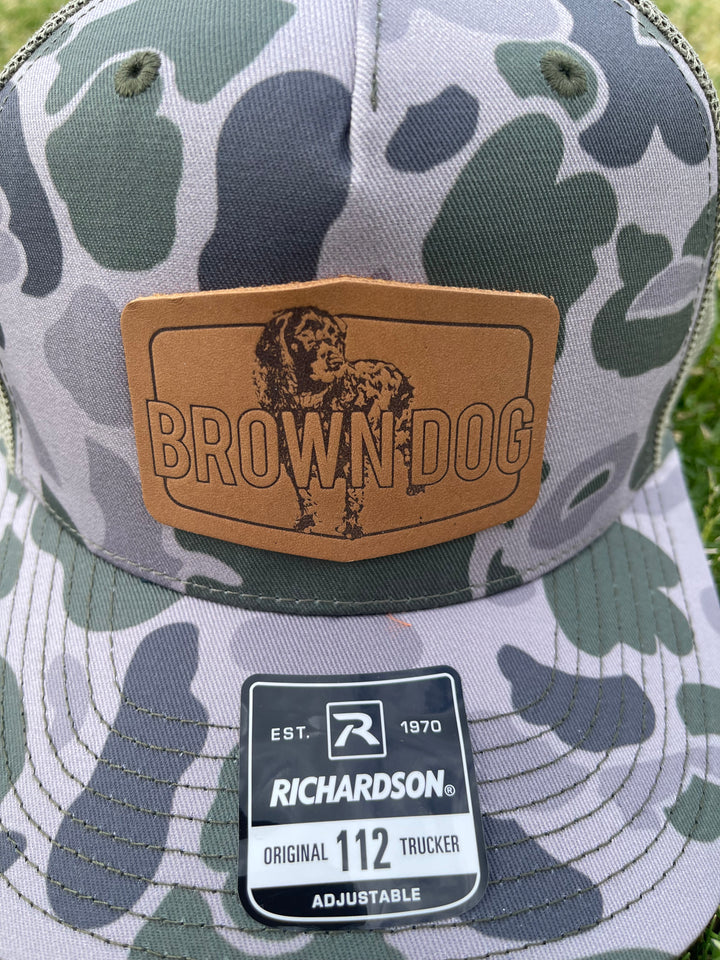 BROWN DOG
EST. R 1970
RICHARDSON®
ORIGINAL 112 TRUCKER
ADJUSTABLE